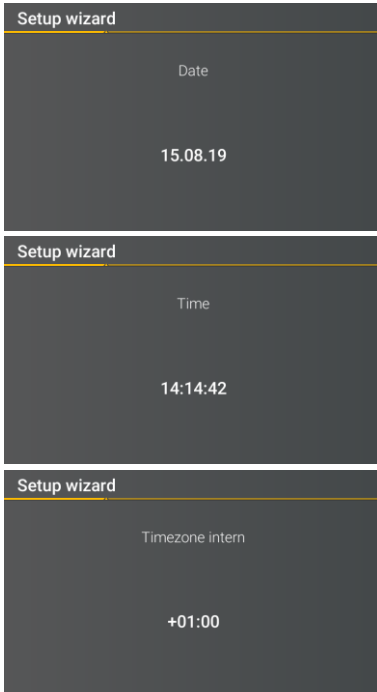 Setup wizard
Date
15.08.19
Setup wizard
Time
14:14:42
Setup wizard
Timezone intern
+01:00